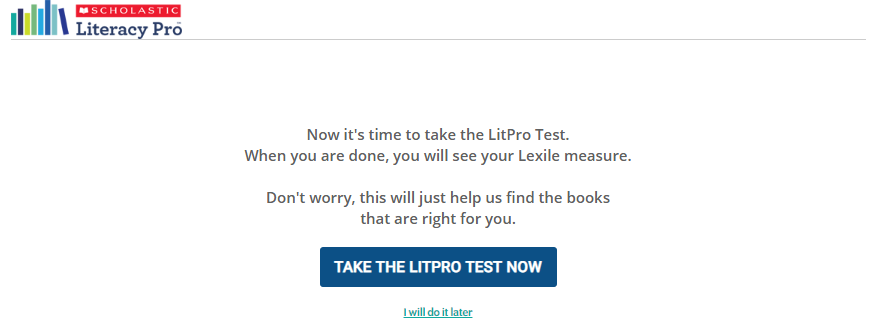 SCHOLASTIC
Literacy Pro™
Now it's time to take the LitPro Test.
When you are done, you will see your Lexile measure.
Don't worry, this will just help us find the books
that are right for you.
TAKE THE LITPRO TEST NOW
I will do it later